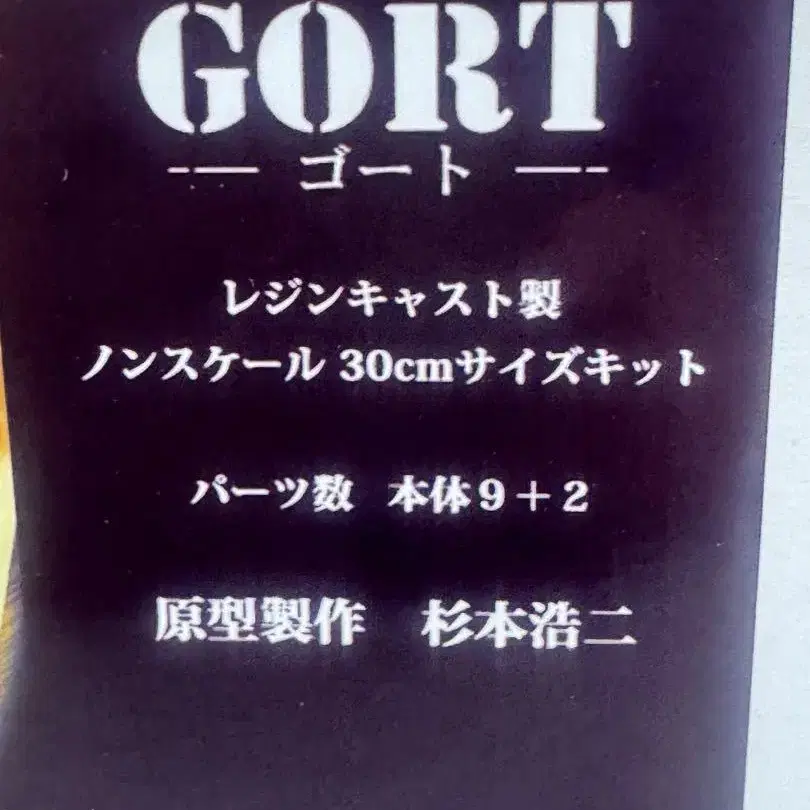 GORT
-— ゴート —-
レジンキャスト製
ノンスケール 30cmサイズキット
パーツ数 本体9+2
原型製作 杉本浩二